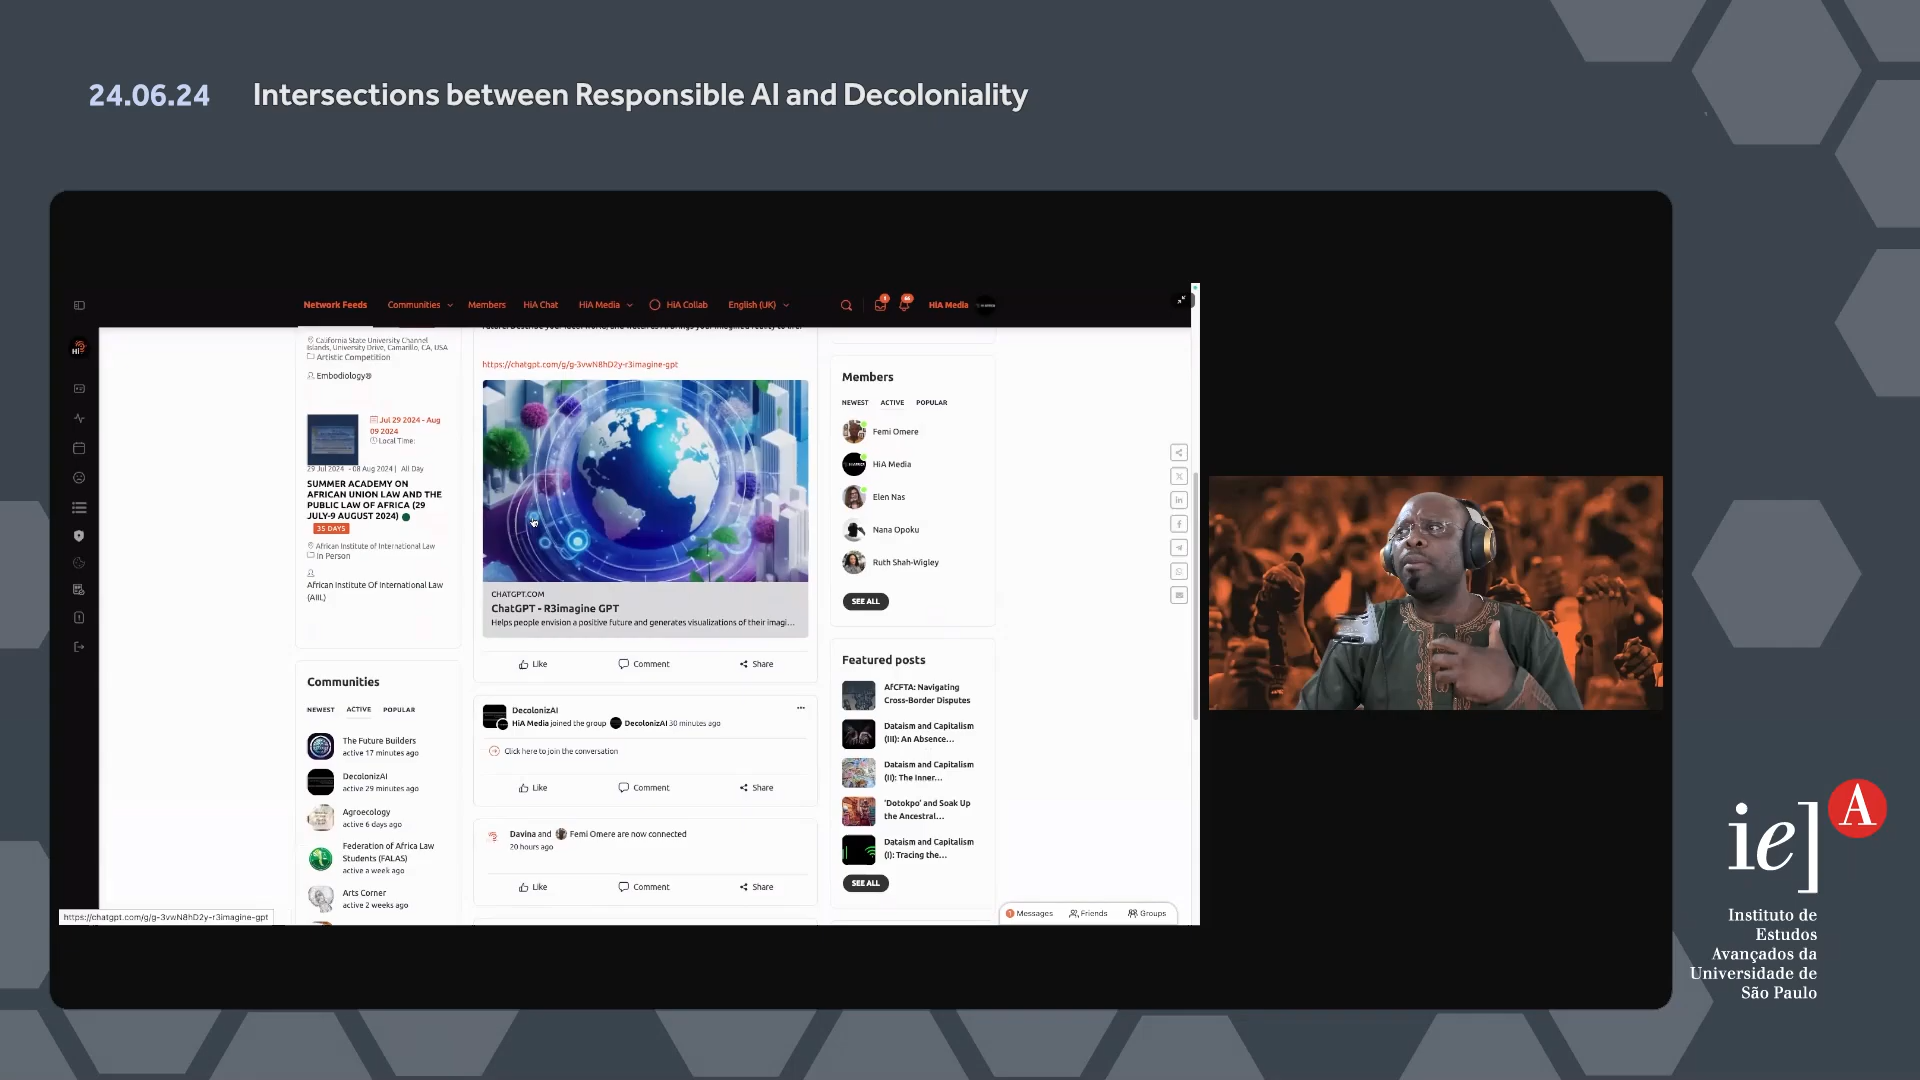 24.06.24 Intersections between Responsible AI and Decoloniality
Network Feeds Communities Members HiA Chat HiA Media HiA Collab English (UK) HiA Media
California State University Channel
Islands, University Drive, Camarillo, CA, USA
Artistic Competition
Embodiology®
Jul 29 2024 - Aug
09 2024
Local Time:
29 Jul 2024 - 08 Aug 2024 | All Day
SUMMER ACADEMY ON
AFRICAN UNION LAW AND THE
PUBLIC LAW OF AFRICA (29
JULY-9 AUGUST 2024)
35 DAYS
African Institute of International Law
In Person
African Institute Of International Law
(AIIL)
Communities
NEWEST ACTIVE POPULAR
The Future Builders
active 17 minutes ago
DecolonizAI
active 29 minutes ago
Agroecology
active 6 days ago
Federation of Africa Law
Students (FALAS)
active a week ago
Arts Corner
active 2 weeks ago
https://chatgpt.com/g/g-3vwN8hD2y-r3imagine-gpt
https://chatgpt.com/g/g-3vwN8hD2y-r3imagine-gpt
CHATGPT.COM
ChatGPT - R3imagine GPT
Helps people envision a positive future and generates visualizations of their imagi...
Like Comment Share
DecolonizAI
HiA Media joined the group DecolonizAI 30 minutes ago
Click here to join the conversation
Like Comment Share
Davina and Femi Omere are now connected
20 hours ago
Like Comment Share
Members
NEWEST ACTIVE POPULAR
Femi Omere
HiA Media
Elen Nas
Nana Opoku
Ruth Shah-Wigley
SEE ALL
Featured posts
AfCFTA: Navigating
Cross-Border Disputes
Dataism and Capitalism
(III): An Absence...
Dataism and Capitalism
(II): The Inner...
'Dotokpo' and Soak Up
the Ancestral...
Dataism and Capitalism
(I): Tracing the...
SEE ALL
Messages Friends Groups
ie] A
Instituto de
Estudos
Avançados da
Universidade de
São Paulo